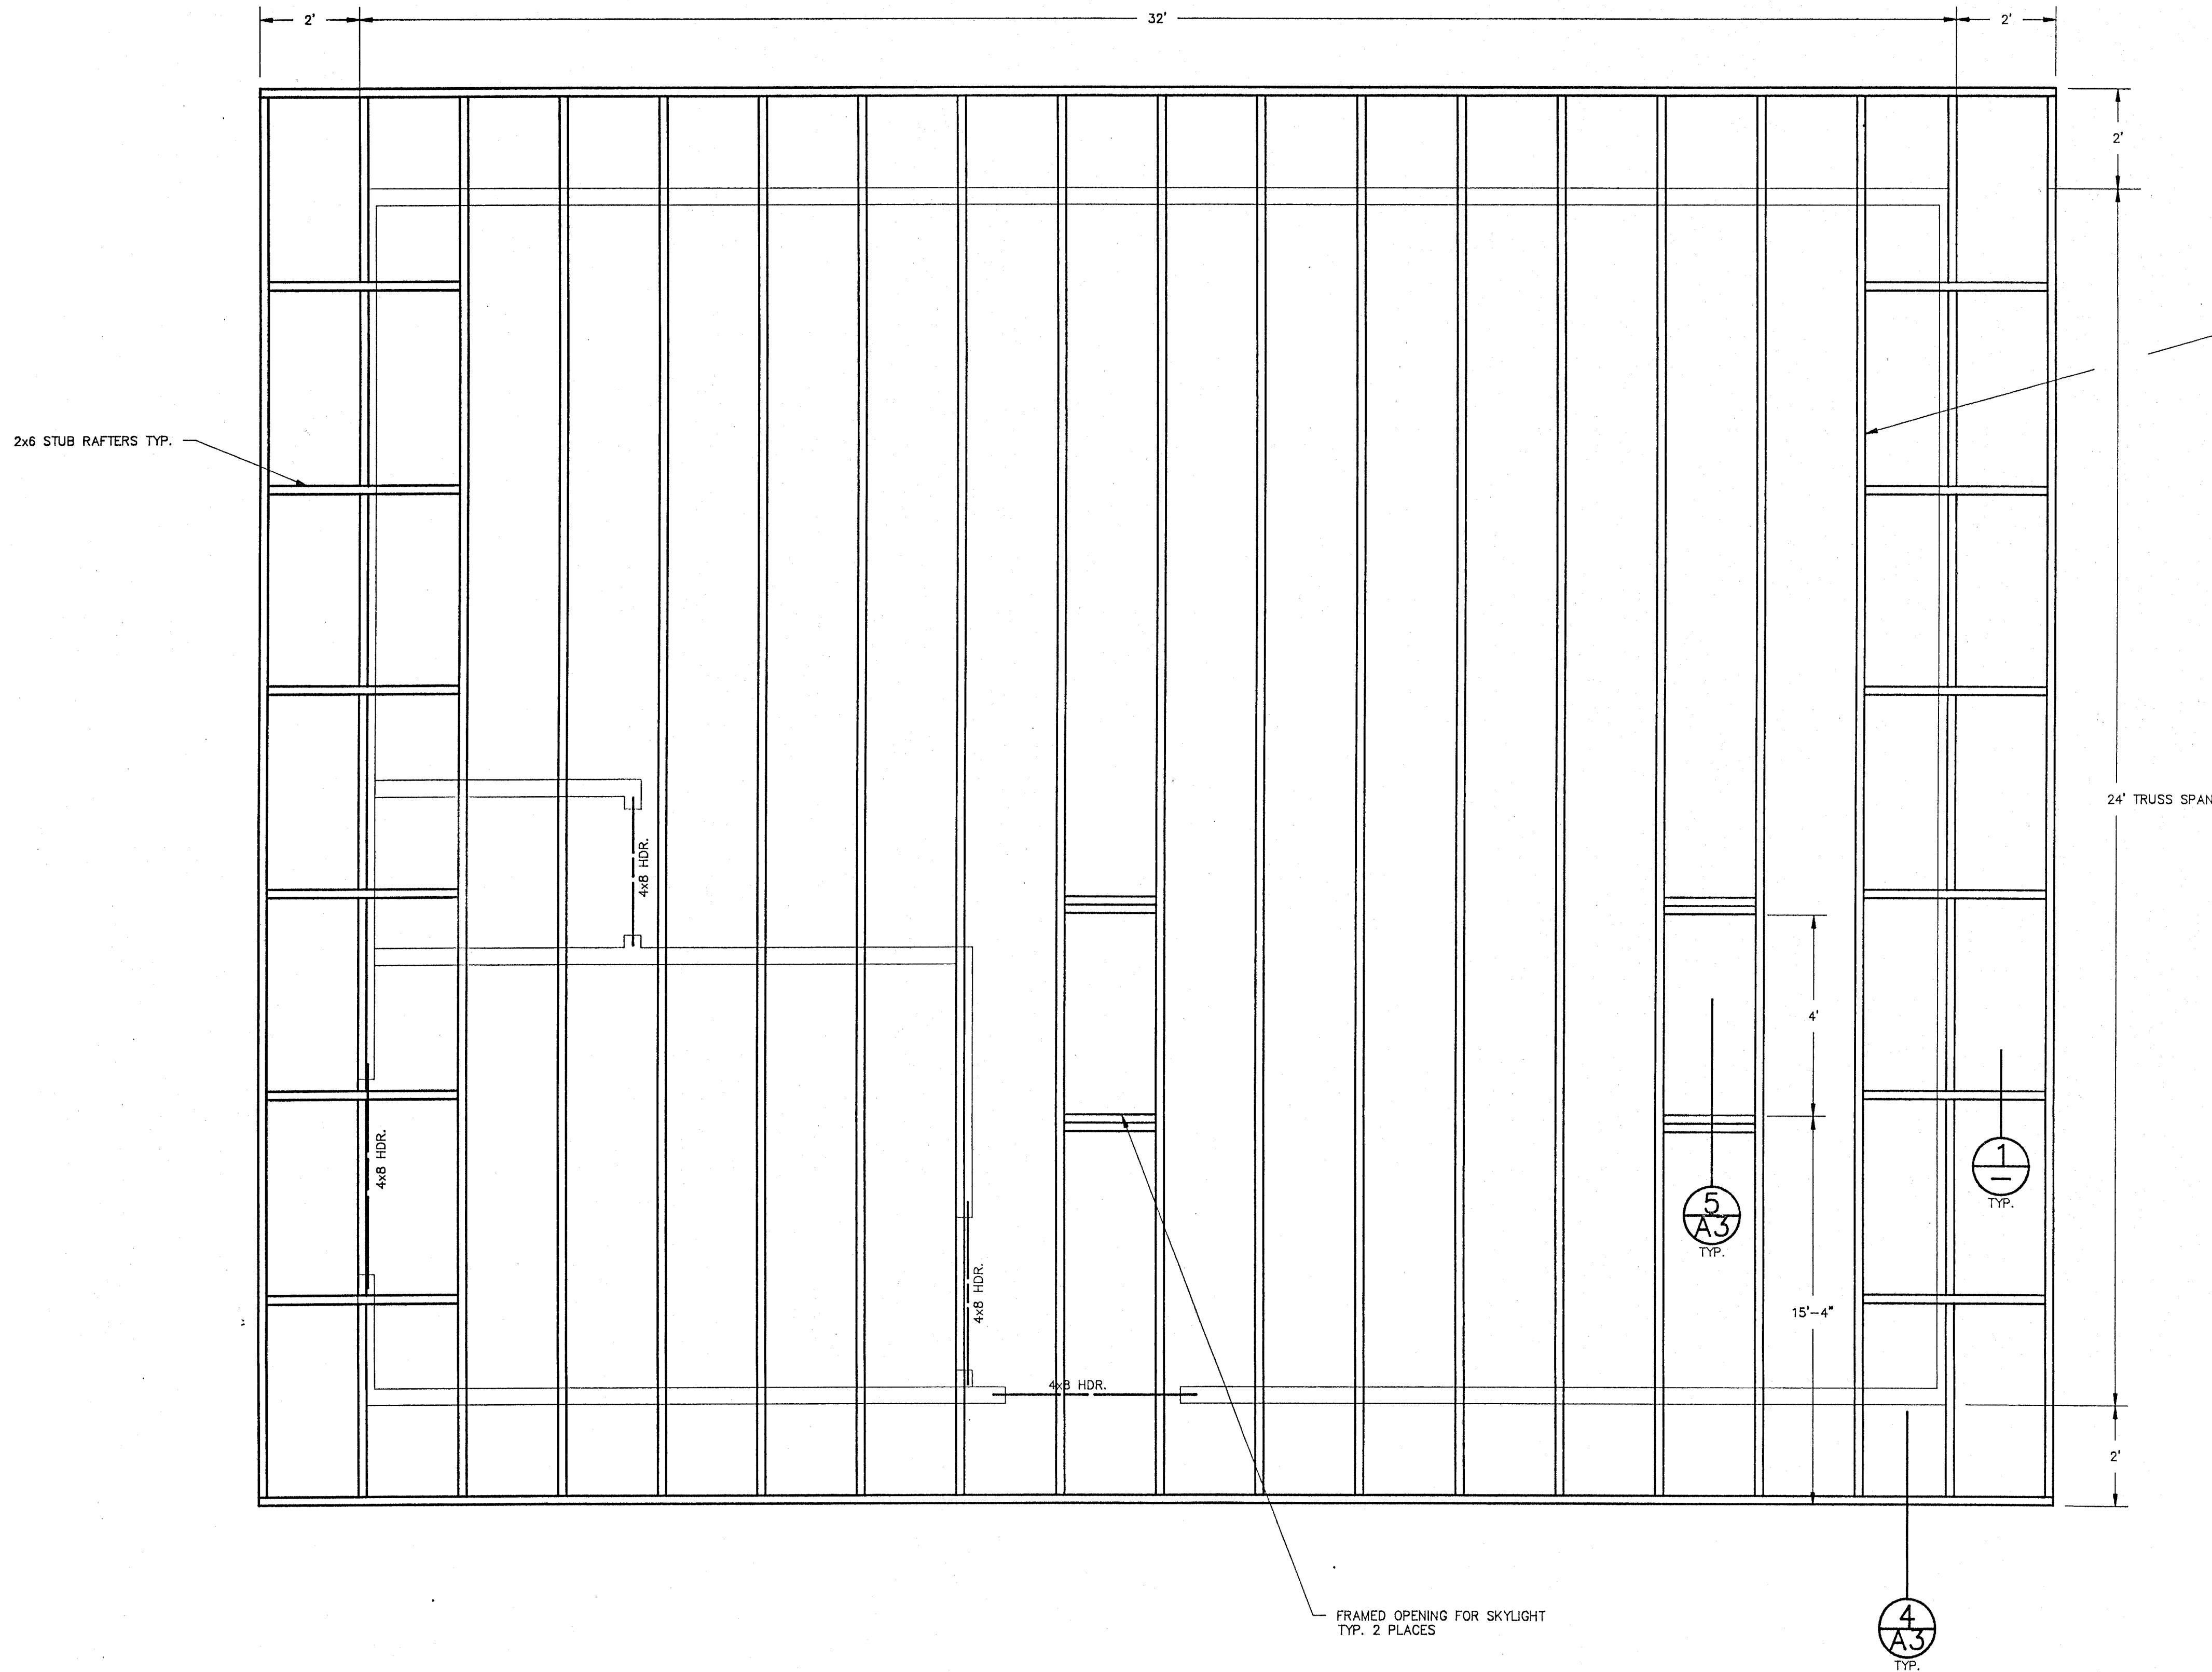 2'
32'
2'
2'
2x6 STUB RAFTERS TYP.
24' TRUSS SPAN
4x8 HDR.
4'
4x8 HDR.
1
—
TYP.
5
A3
TYP.
4x8 HDR.
15'-4"
4x8 HDR.
2'
FRAMED OPENING FOR SKYLIGHT
TYP. 2 PLACES
4
A3
TYP.